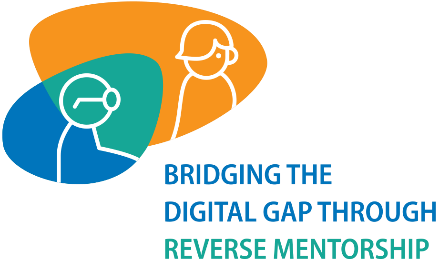 BRIDGING THE
DIGITAL GAP THROUGH
REVERSE MENTORSHIP